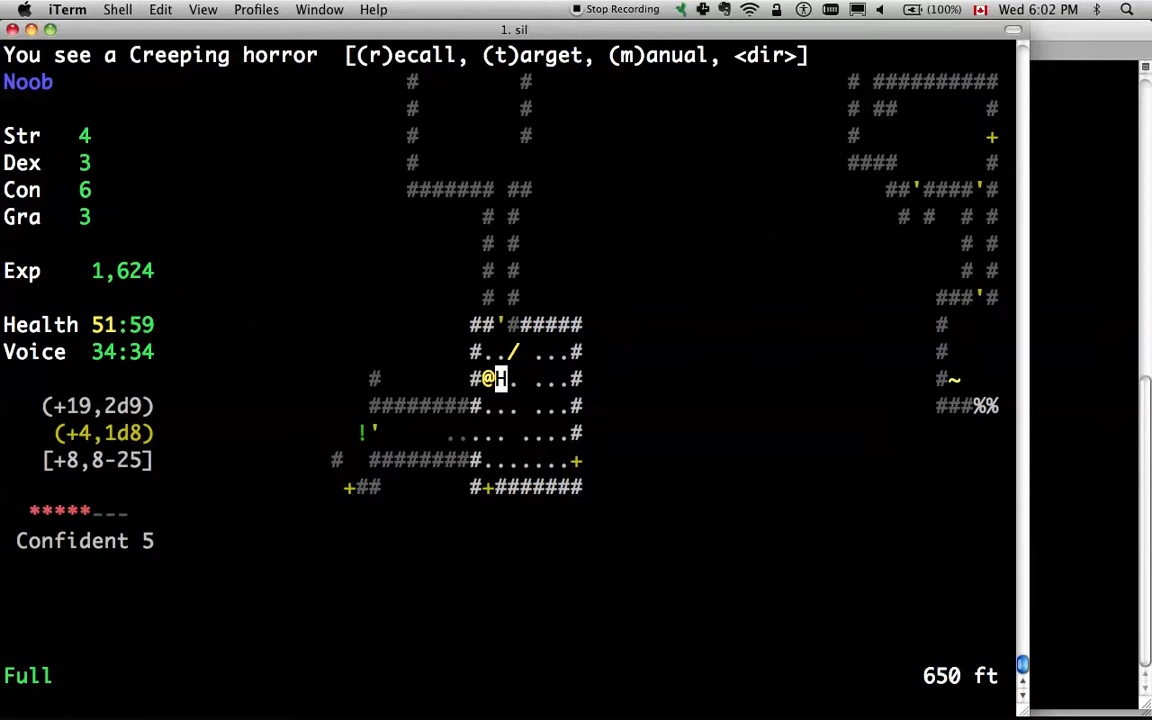 iTerm Shell Edit View Profiles Window Help Stop Recording (100%) Wed 6:02 PM
1. sil
You see a Creeping horror [(r)ecall, (t)arget, (m)anual, <dir>]
Noob # # # ##########
# # # ## #
Str 4 # # # +
Dex 3 # #### #
Con 6 ####### ## ##'####'#
Gra 3 # # # # # #
# # # #
Exp 1,624 # # # #
# # ###'#
Health 51:59 ##'###### #
Voice 34:34 #../ ...# #
# #@H. ...# #~
(+19,2d9) #########... ...# ###%%
(+4,1d8) !' ..... ....#
[+8,8-25] # #########.......+
+## #+#######
*****---
Confident 5
Full 650 ft